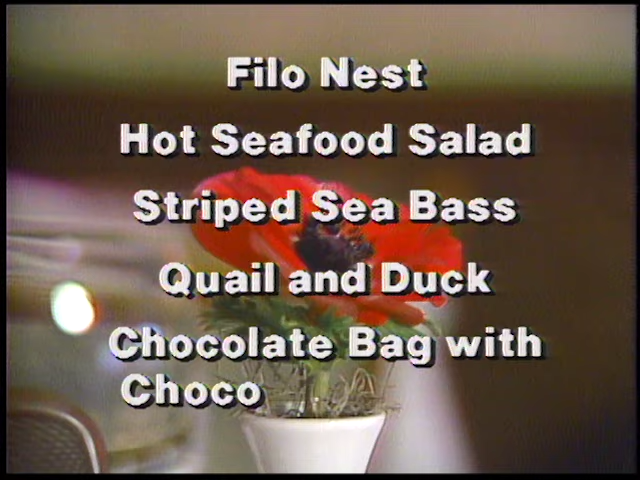 Filo Nest
Hot Seafood Salad
Striped Sea Bass
Quail and Duck
Chocolate Bag with
Choco